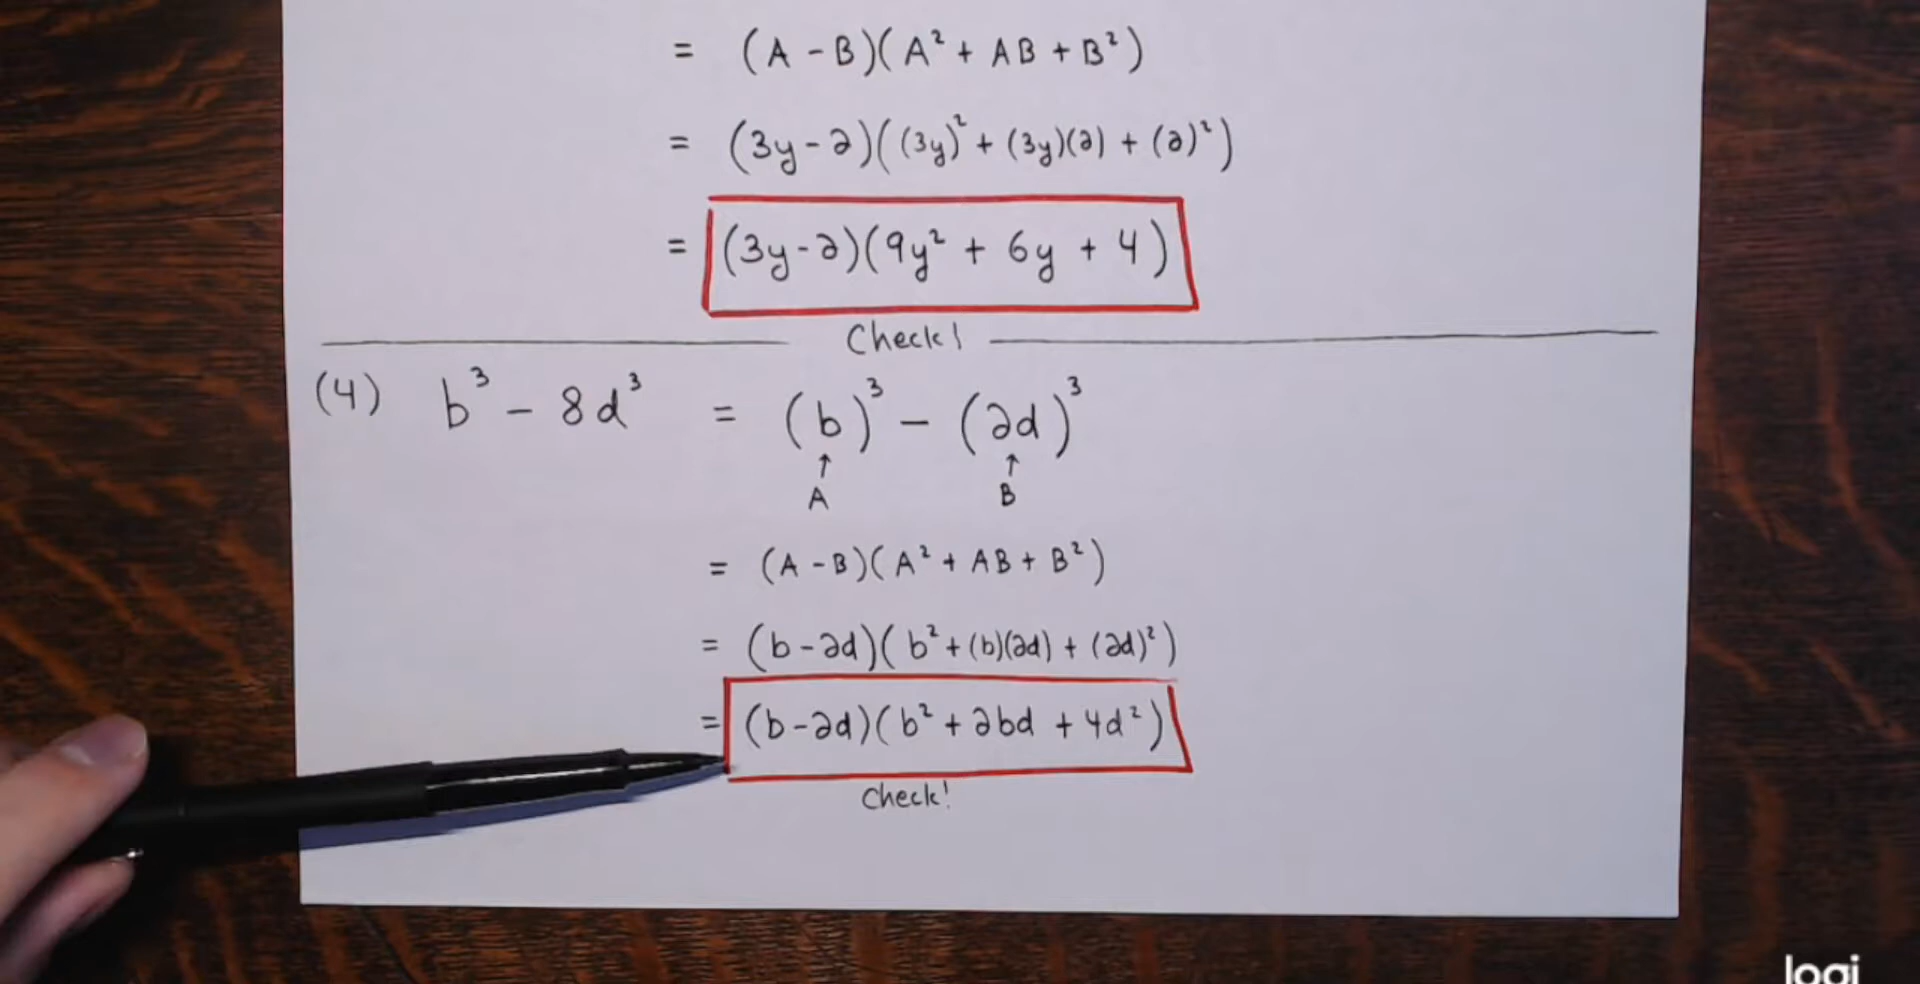 = (A - B)(A² + AB + B²)
= (3y - 2)((3y)² + (3y)(2) + (2)²)
= (3y - 2)(9y² + 6y + 4)
Check!
(4) b³ - 8d³ = (b)³ - (2d)³
↑ ↑
A B
= (A - B)(A² + AB + B²)
= (b - 2d)(b² + (b)(2d) + (2d)²)
= (b - 2d)(b² + 2bd + 4d²)
Check!
logi